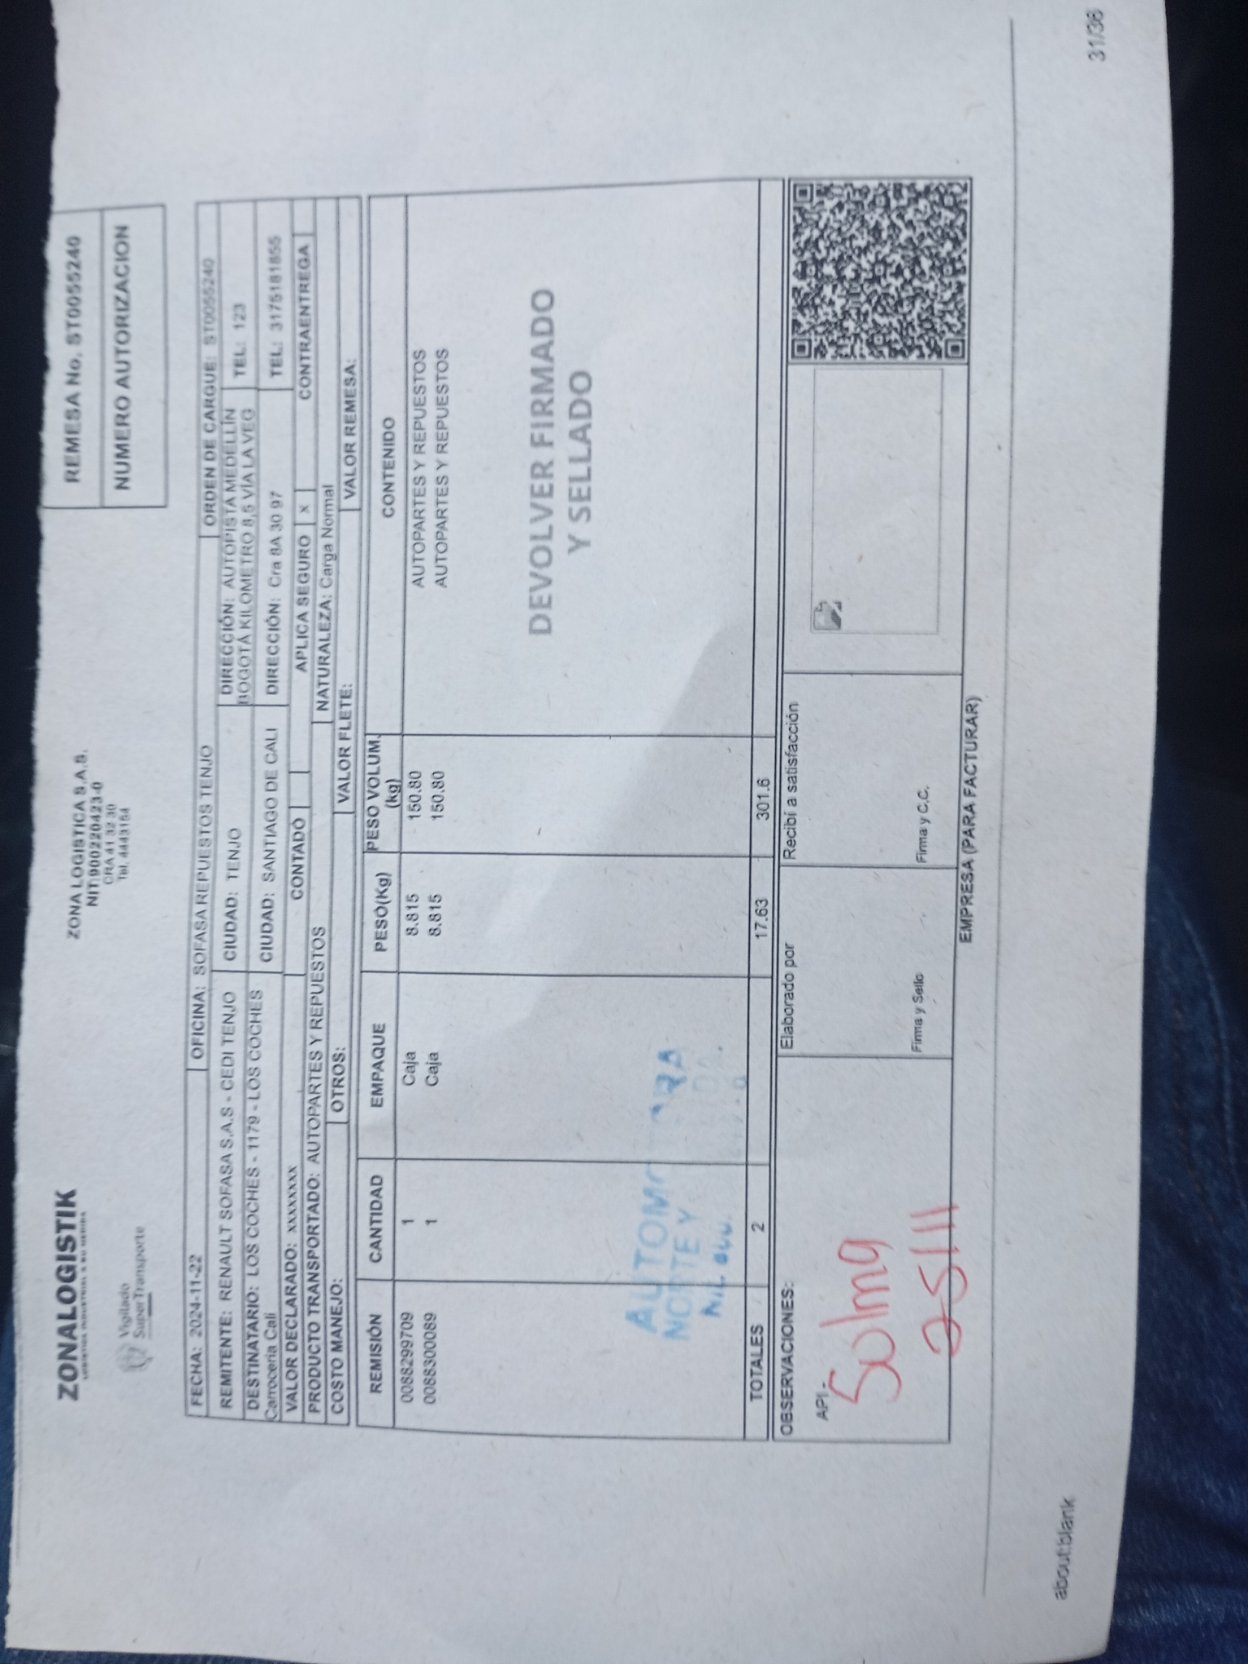 ZONALOGISTIK
Vigilado
SuperTransporte
ZONA LOGISTICA S.A.S.
NIT:900220423-0
CRA 41 32 30
Tel. 4443154
REMESA No. ST0055240
NUMERO AUTORIZACION
FECHA: 2024-11-22 OFICINA: SOFASA REPUESTOS TENJO ORDEN DE CARGUE: ST0055240
REMITENTE: RENAULT SOFASA S.A.S - CEDI TENJO CIUDAD: TENJO DIRECCIÓN: AUTOPISTA MEDELLÍN TEL: 123
BOGOTÁ KILOMETRO 8,5 VÍA LA VEG
DESTINATARIO: LOS COCHES - 1179 - LOS COCHES CIUDAD: SANTIAGO DE CALI DIRECCIÓN: Cra 8A 30 97 TEL: 3175181855
Carroceria Cali
VALOR DECLARADO: XXXXXXXX CONTADO APLICA SEGURO x CONTRAENTREGA
PRODUCTO TRANSPORTADO: AUTOPARTES Y REPUESTOS NATURALEZA: Carga Normal
COSTO MANEJO: OTROS: VALOR FLETE: VALOR REMESA:
REMISIÓN CANTIDAD EMPAQUE PESO(Kg) PESO VOLUM. CONTENIDO
(kg)
0088299709 1 Caja 8.815 150.80 AUTOPARTES Y REPUESTOS
0088300089 1 Caja 8.815 150.80 AUTOPARTES Y REPUESTOS
DEVOLVER FIRMADO
Y SELLADO
NORTE Y
TOTALES 2 17.63 301.6
OBSERVACIONES: Elaborado por Recibí a satisfacción
API -
25/11
Firma y Sello Firma y C.C.
EMPRESA (PARA FACTURAR)
about:blank 31/36